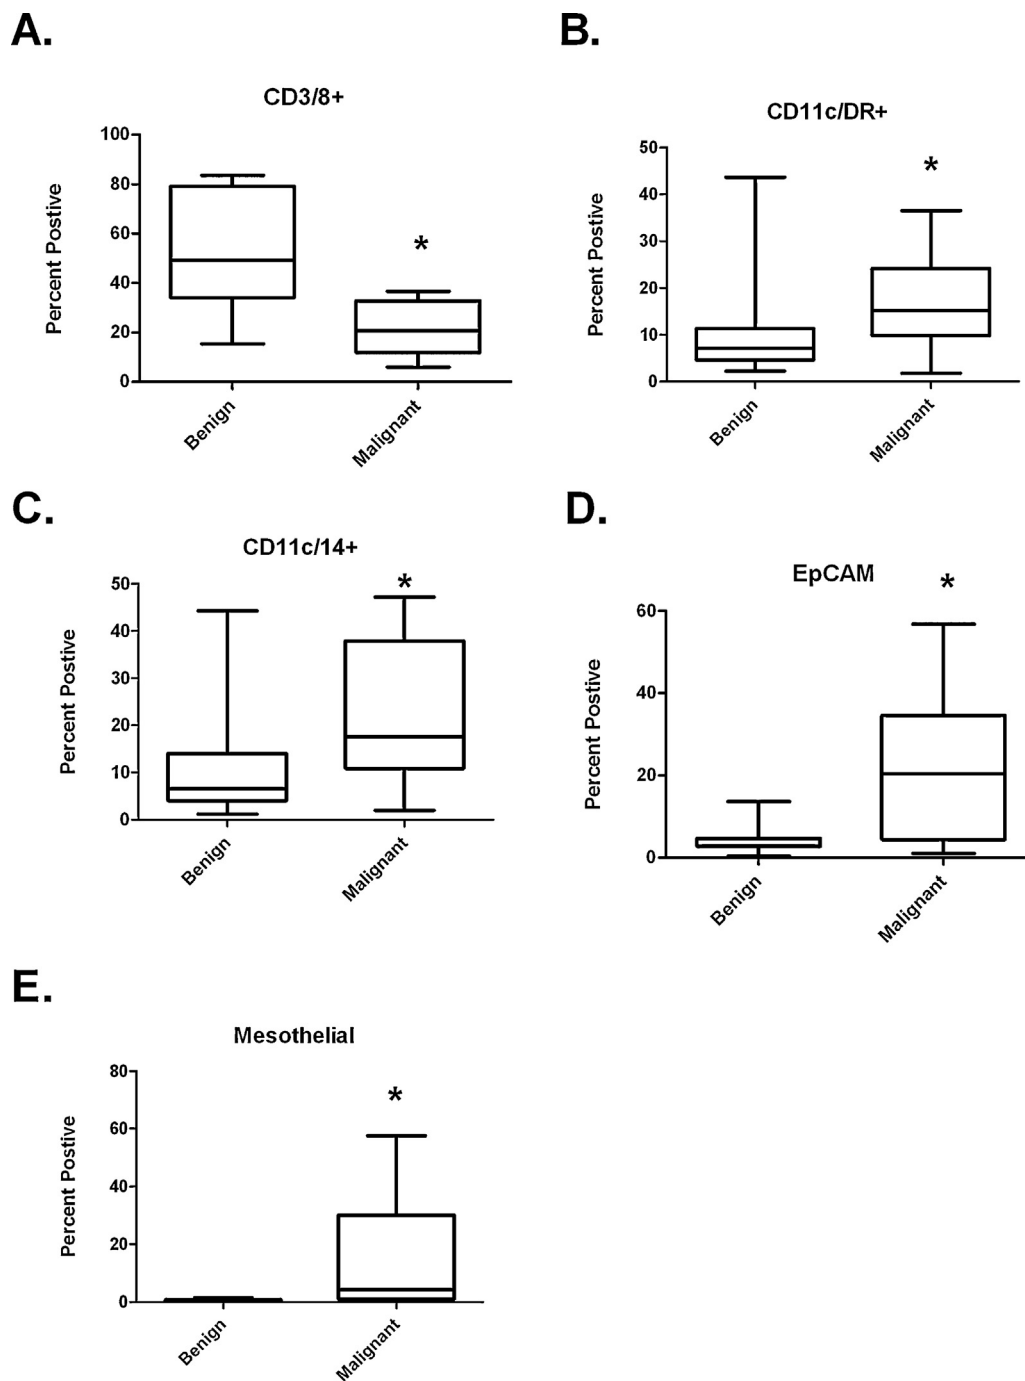 A.
CD3/8+
Percent Postive
100
80
60
40
20
0
*
Benign
Malignant
B.
CD11c/DR+
Percent Postive
50
40
30
20
10
0
*
Benign
Malignant
C.
CD11c/14+
Percent Postive
50
40
30
20
10
0
*
Benign
Malignant
D.
EpCAM
Percent Postive
60
40
20
0
*
Benign
Malignant
E.
Mesothelial
Percent Postive
80
60
40
20
0
*
Benign
Malignant